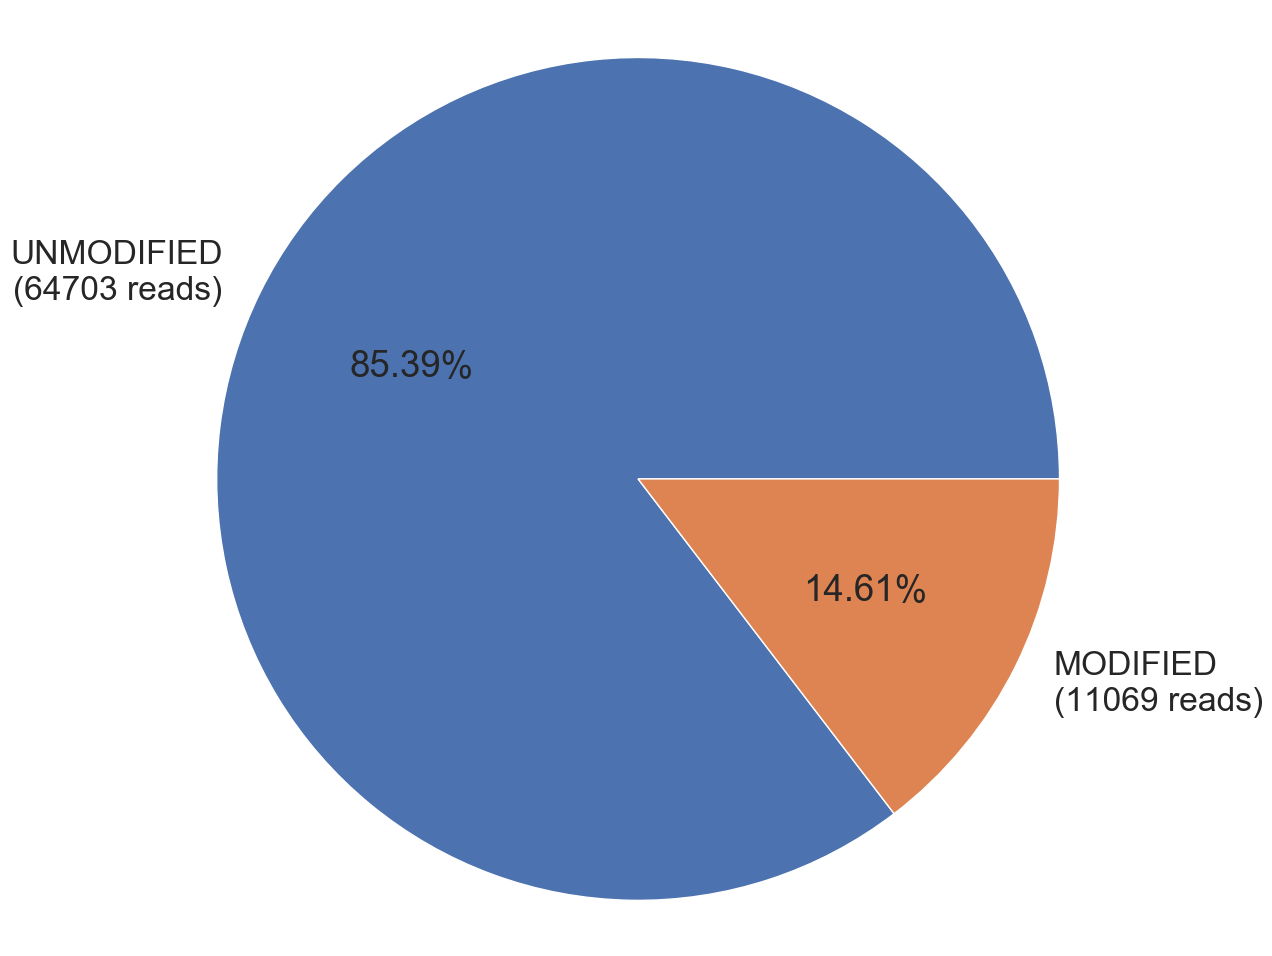 UNMODIFIED
(64703 reads)
85.39%
14.61%
MODIFIED
(11069 reads)